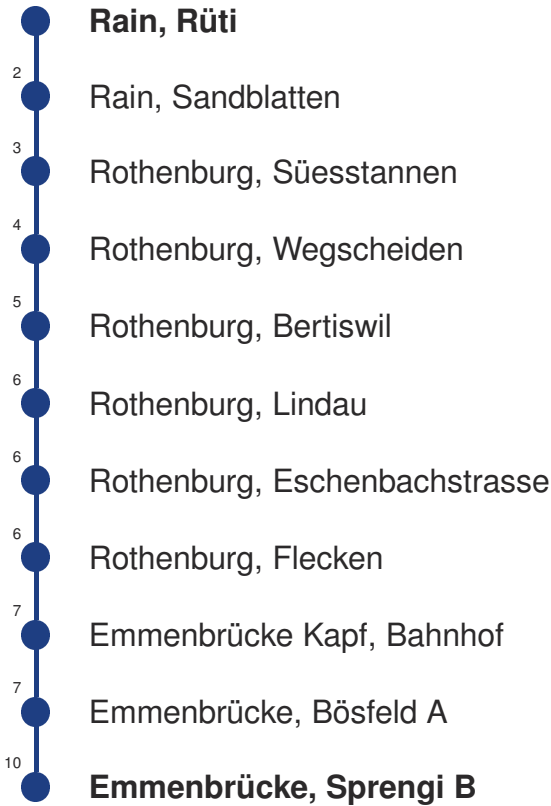 Rain, Rüti
2
Rain, Sandblatten
3
Rothenburg, Süesstannen
4
Rothenburg, Wegscheiden
5
Rothenburg, Bertiswil
6
Rothenburg, Lindau
6
Rothenburg, Eschenbachstrasse
6
Rothenburg, Flecken
7
Emmenbrücke Kapf, Bahnhof
7
Emmenbrücke, Bösfeld A
10
Emmenbrücke, Sprengi B